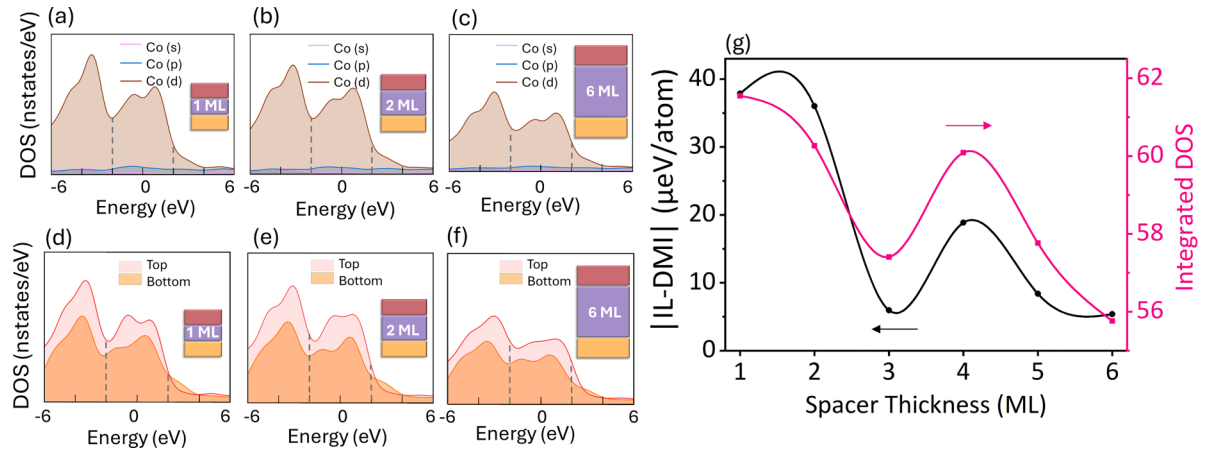 (a)
Co (s)
Co (p)
Co (d)
1 ML
DOS (nstates/eV)
-6 0 6
Energy (eV)
(b)
Co (s)
Co (p)
Co (d)
2 ML
-6 0 6
Energy (eV)
(c)
Co (s)
Co (p)
Co (d)
6 ML
-6 0 6
Energy (eV)
(d)
Top
Bottom
1 ML
DOS (nstates/eV)
-6 0 6
Energy (eV)
(e)
Top
Bottom
2 ML
-6 0 6
Energy (eV)
(f)
Top
Bottom
6 ML
-6 0 6
Energy (eV)
(g)
|IL-DMI| (µeV/atom)
40
30
20
10
0
1 2 3 4 5 6
Spacer Thickness (ML)
62
60
58
56
Integrated DOS